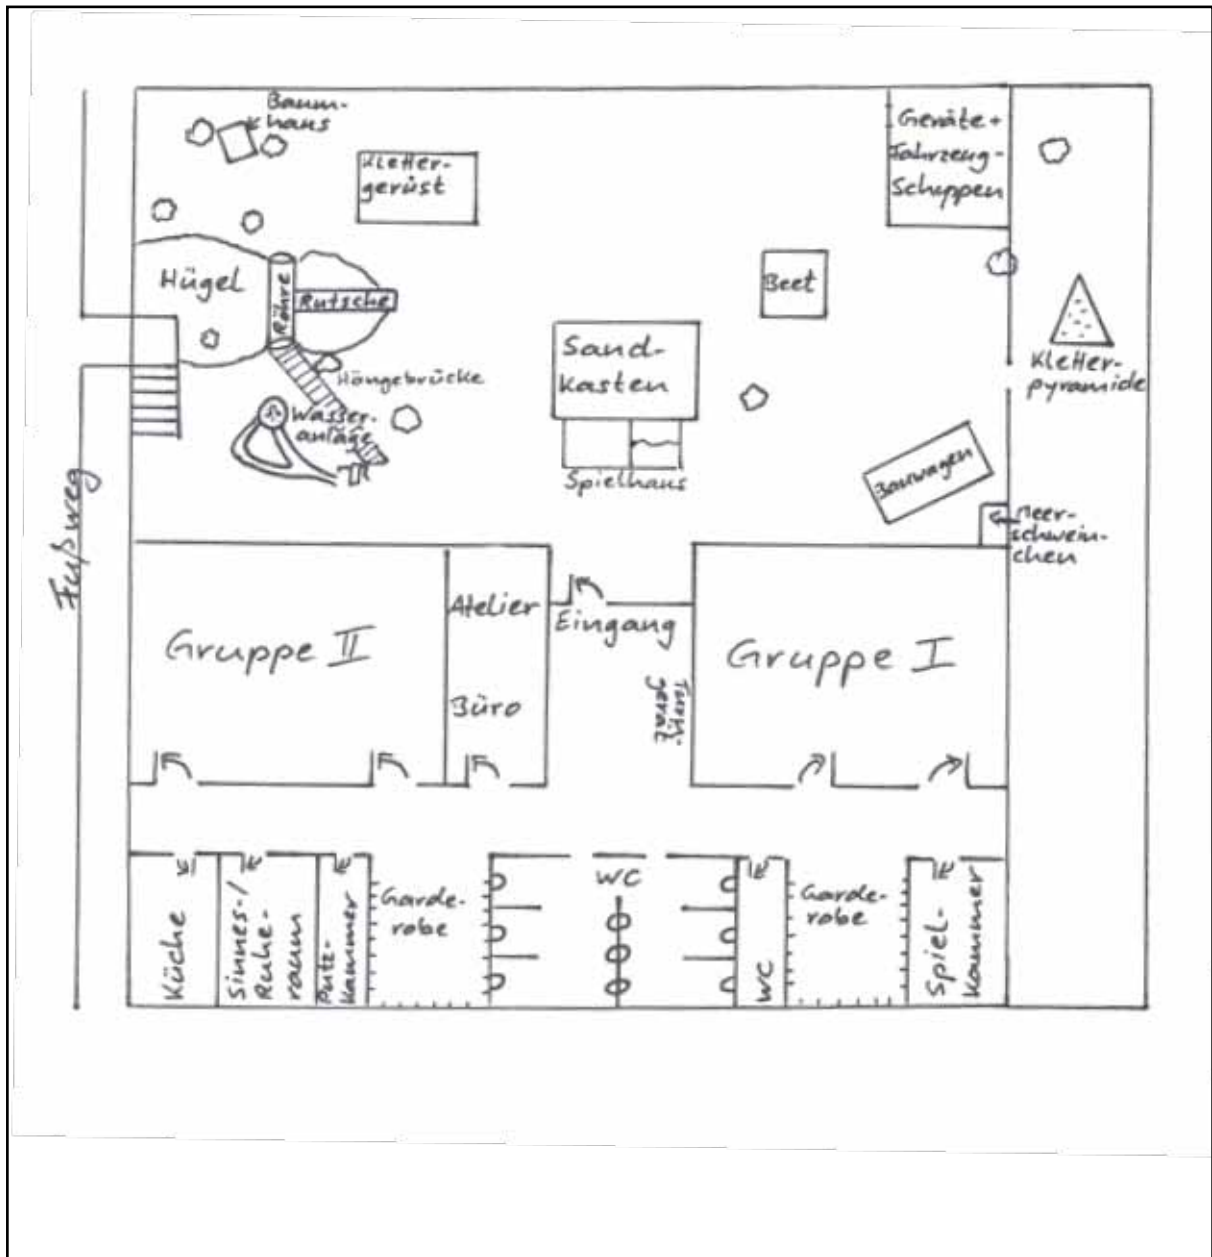 Baum-
haus
Kletter-
gerüst
Geräte +
Fahrzeug-
Schuppen
Hügel
Röhre
Rutsche
Beet
Kletter-
pyramide
Sand-
kasten
Hängebrücke
Wasser-
anlage
Spielhaus
Bauwagen
Meer-
schwein-
chen
Fußweg
Gruppe II
Atelier
Büro
Eingang
Turn-
gerät
Gruppe I
Küche
Sinnes-/
Ruhe-
raum
Putz-
kammer
Garde-
robe
WC
WC
Garde-
robe
Spiel-
kammer